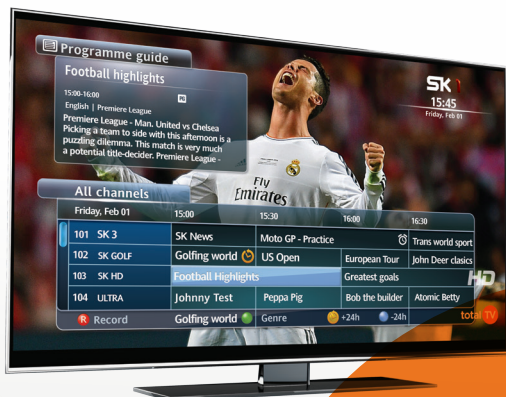 Programme guide
Football highlights
15:00-16:00
PG
English | Premiere League
Premiere League - Man. United vs Chelsea
Picking a team to side with this afternoon is a
puzzling dilemma. This match is very much
a potential title-decider. Premiere League -
SK 1
15:45
Friday, Feb 01
Fly
Emirates
All channels
Friday, Feb 01 15:00 15:30 16:00 16:30
101 SK 3 SK News Moto GP - Practice Trans world sport
102 SK GOLF Golfing world US Open European Tour John Deer clasics
103 SK HD Football Highlights Greatest goals
104 ULTRA Johnny Test Peppa Pig Bob the builder Atomic Betty
R Record Golfing world Genre +24h -24h
HD
total TV